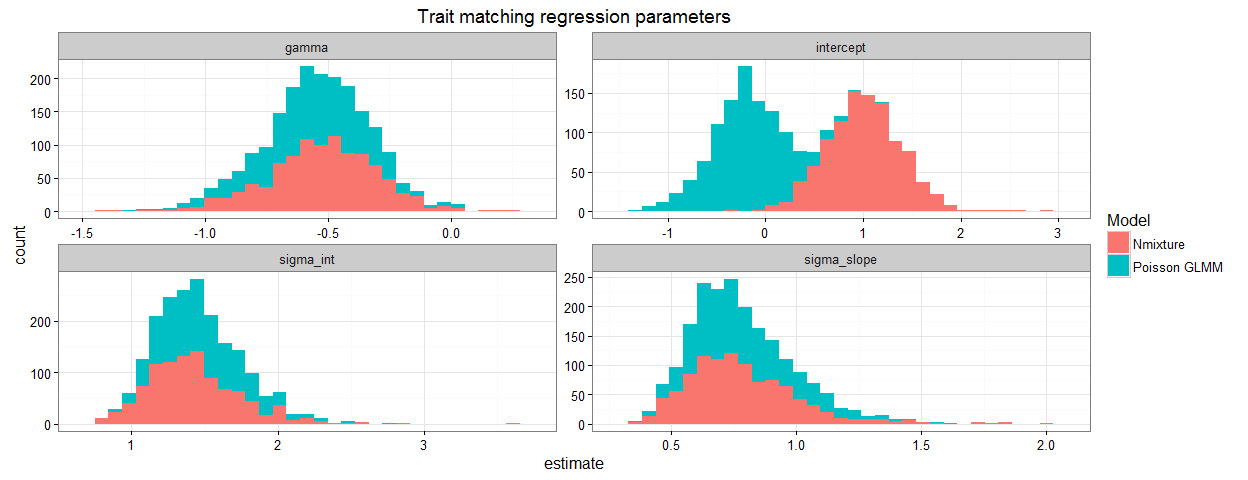 Trait matching regression parameters
gamma
intercept
200
150
100
50
0
150
100
50
0
-1.5 -1.0 -0.5 0.0
-1 0 1 2 3
count
sigma_int
sigma_slope
200
100
0
250
200
150
100
50
0
1 2 3
0.5 1.0 1.5 2.0
estimate
Model
Nmixture
Poisson GLMM